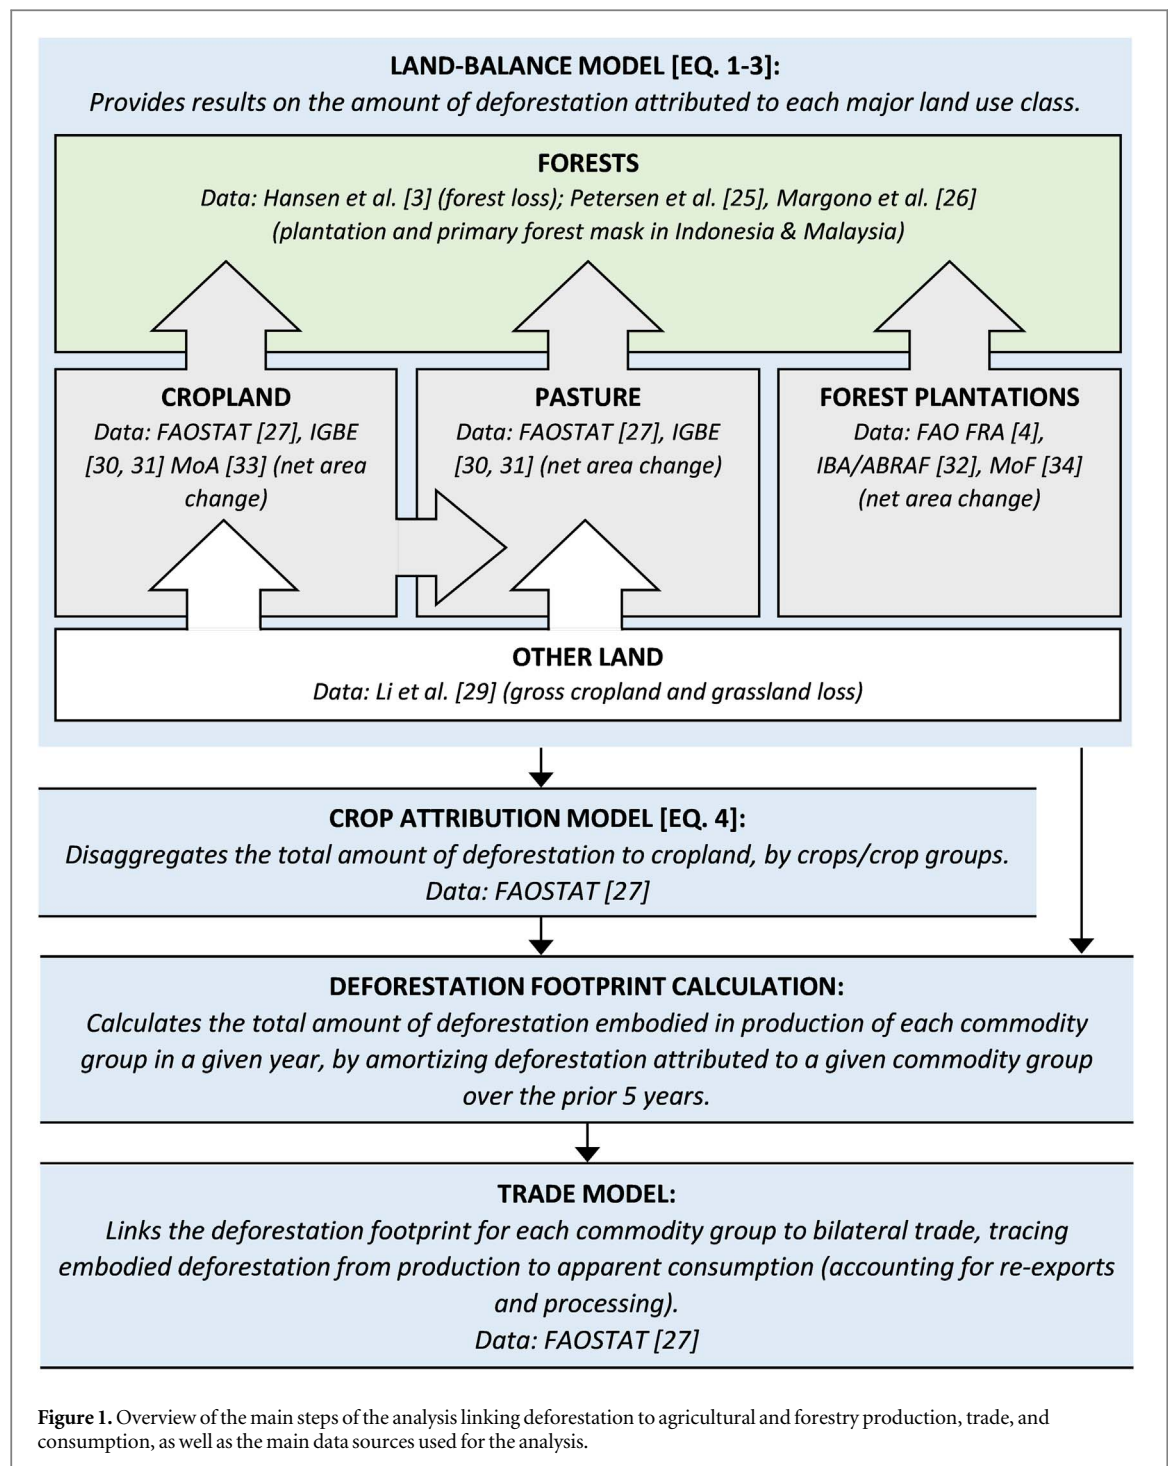 LAND-BALANCE MODEL [EQ. 1-3]:
Provides results on the amount of deforestation attributed to each major land use class.
FORESTS
Data: Hansen et al. [3] (forest loss); Petersen et al. [25], Margono et al. [26]
(plantation and primary forest mask in Indonesia & Malaysia)
CROPLAND
Data: FAOSTAT [27], IGBE
[30, 31] MoA [33] (net area
change)
PASTURE
Data: FAOSTAT [27], IGBE
[30, 31] (net area change)
FOREST PLANTATIONS
Data: FAO FRA [4],
IBA/ABRAF [32], MoF [34]
(net area change)
OTHER LAND
Data: Li et al. [29] (gross cropland and grassland loss)
CROP ATTRIBUTION MODEL [EQ. 4]:
Disaggregates the total amount of deforestation to cropland, by crops/crop groups.
Data: FAOSTAT [27]
DEFORESTATION FOOTPRINT CALCULATION:
Calculates the total amount of deforestation embodied in production of each commodity
group in a given year, by amortizing deforestation attributed to a given commodity group
over the prior 5 years.
TRADE MODEL:
Links the deforestation footprint for each commodity group to bilateral trade, tracing
embodied deforestation from production to apparent consumption (accounting for re-exports
and processing).
Data: FAOSTAT [27]
Figure 1. Overview of the main steps of the analysis linking deforestation to agricultural and forestry production, trade, and
consumption, as well as the main data sources used for the analysis.